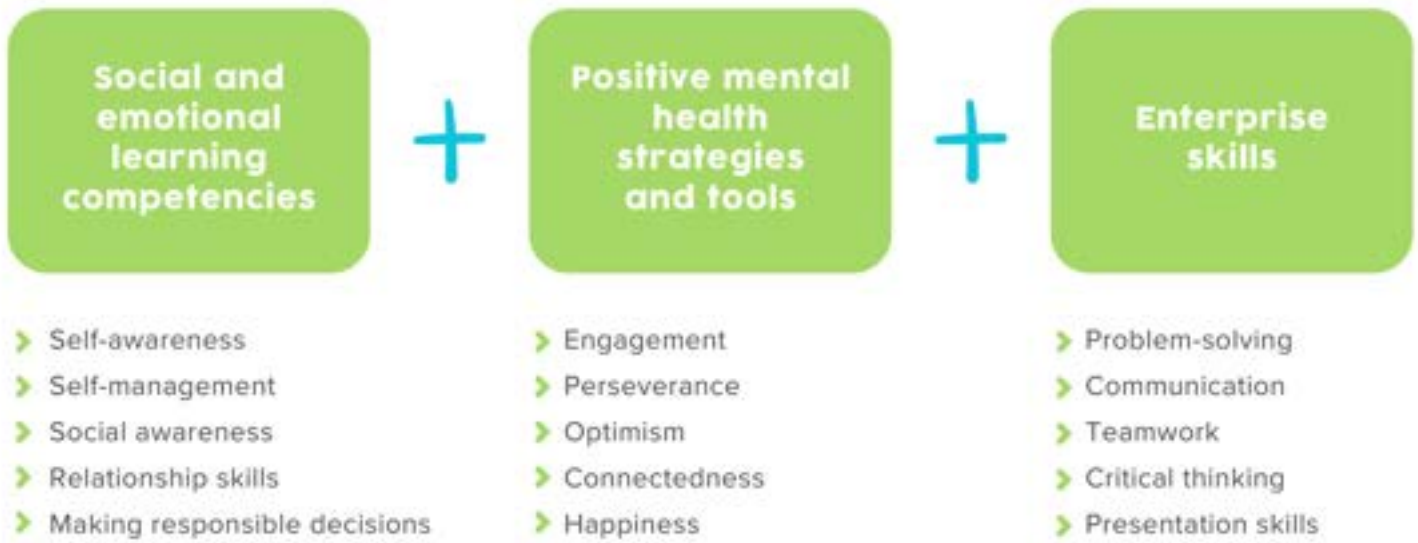 Social and
emotional
learning
competencies
Positive mental
health
strategies
and tools
Enterprise
skills
Self-awareness
Self-management
Social awareness
Relationship skills
Making responsible decisions
Engagement
Perseverance
Optimism
Connectedness
Happiness
Problem-solving
Communication
Teamwork
Critical thinking
Presentation skills